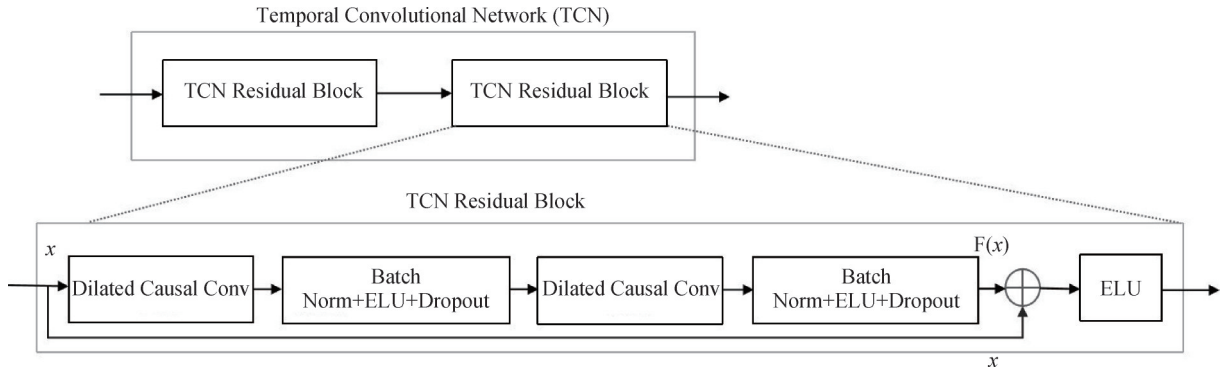 Temporal Convolutional Network (TCN)
TCN Residual Block
TCN Residual Block
TCN Residual Block
x
F(x)
Dilated Causal Conv
Batch
Norm+ELU+Dropout
Dilated Causal Conv
Batch
Norm+ELU+Dropout
ELU
x